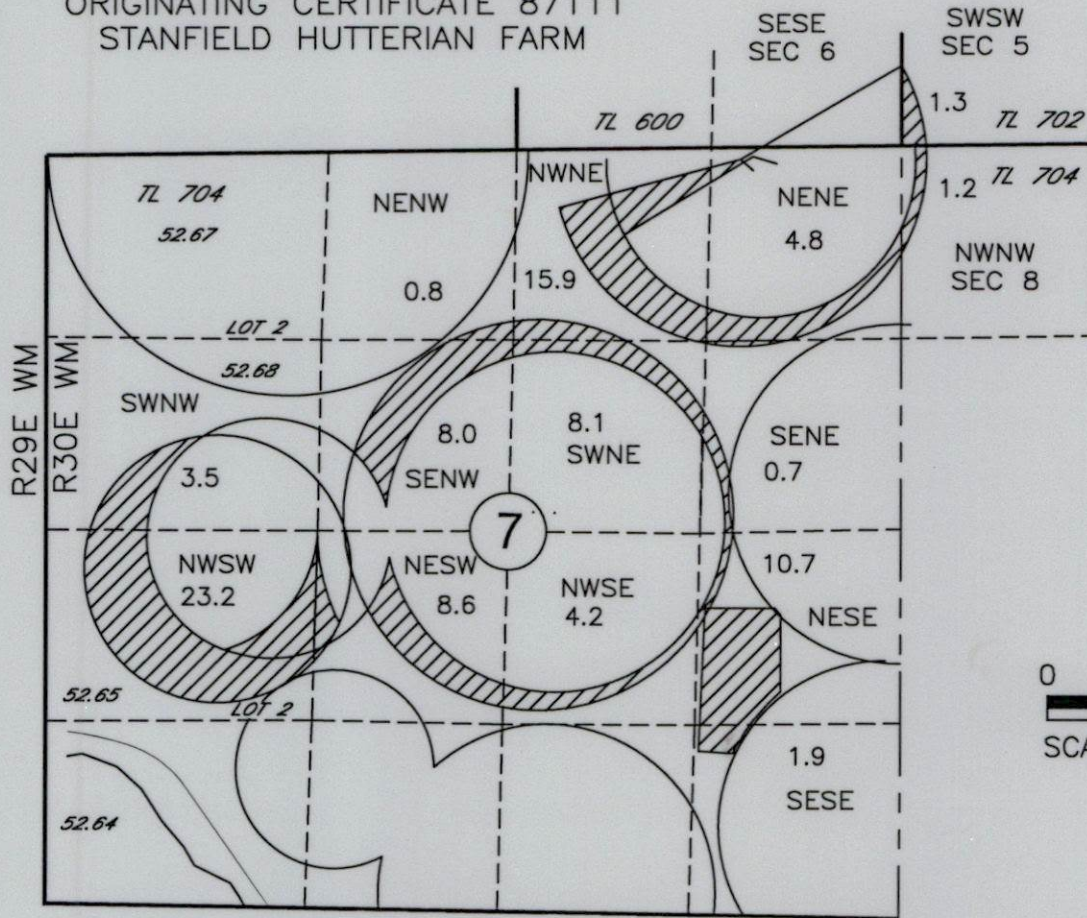 ORIGINATING CERTIFICATE 87111
STANFIELD HUTTERIAN FARM
SESE
SEC 6
SWSW
SEC 5
TL 600
1.3
TL 702
TL 704
52.67
NENW
0.8
NWNE
15.9
NENE
4.8
1.2
TL 704
NWNW
SEC 8
LOT 2
52.68
R29E WM
R30E WM
SWNW
3.5
8.0
SENW
8.1
SWNE
SENE
0.7
7
NWSW
23.2
NESW
8.6
NWSE
4.2
10.7
NESE
52.65
LOT 2
0
SCA
1.9
SESE
52.64